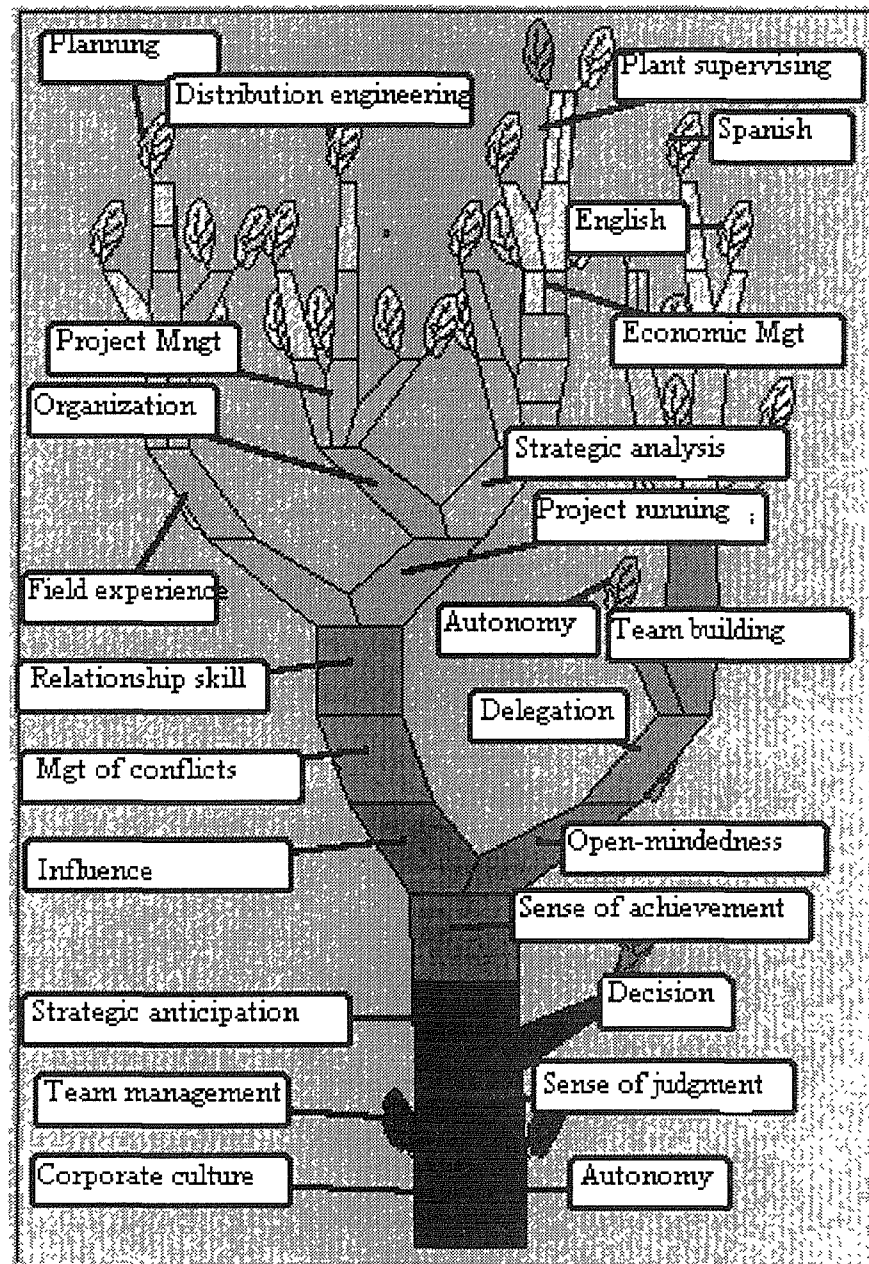 Planning
Plant supervising
Distribution engineering
Spanish
English
Project Mngt
Economic Mgt
Organization
Strategic analysis
Project running
Field experience
Autonomy
Team building
Relationship skill
Delegation
Mgt of conflicts
Open-mindedness
Influence
Sense of achievement
Decision
Strategic anticipation
Team management
Sense of judgment
Corporate culture
Autonomy